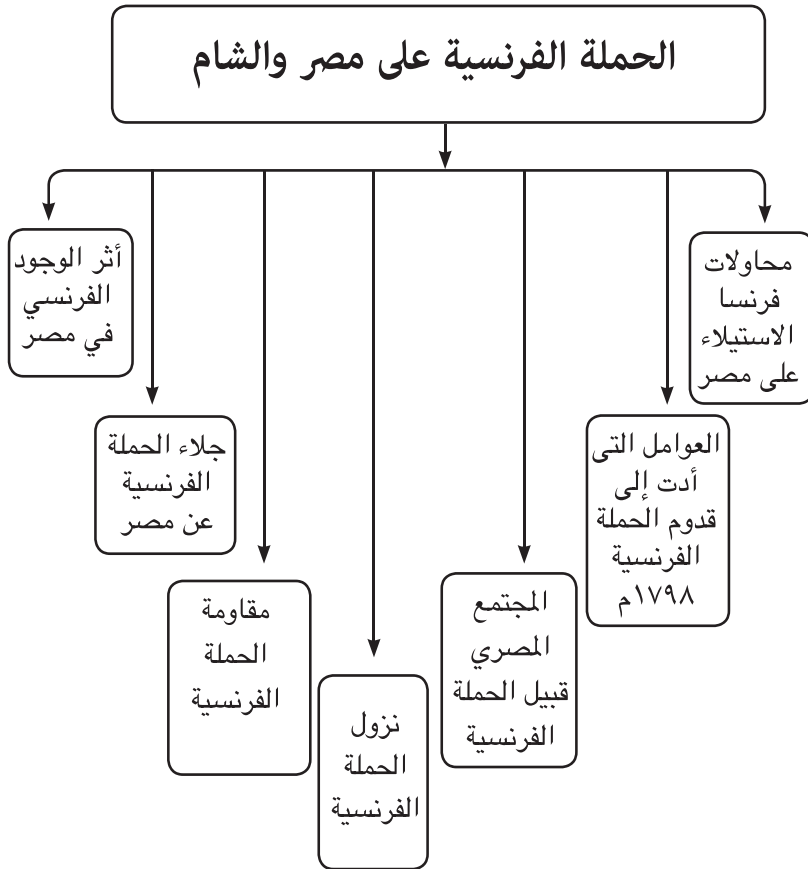 الحملة الفرنسية على مصر والشام
محاولات
فرنسا
الاستيلاء
على مصر
العوامل التى
أدت إلى
قدوم الحملة
الفرنسية
١٧٩٨م
المجتمع
المصري
قبيل الحملة
الفرنسية
نزول
الحملة
الفرنسية
مقاومة
الحملة
الفرنسية
جلاء الحملة
الفرنسية
عن مصر
أثر الوجود
الفرنسي
في مصر